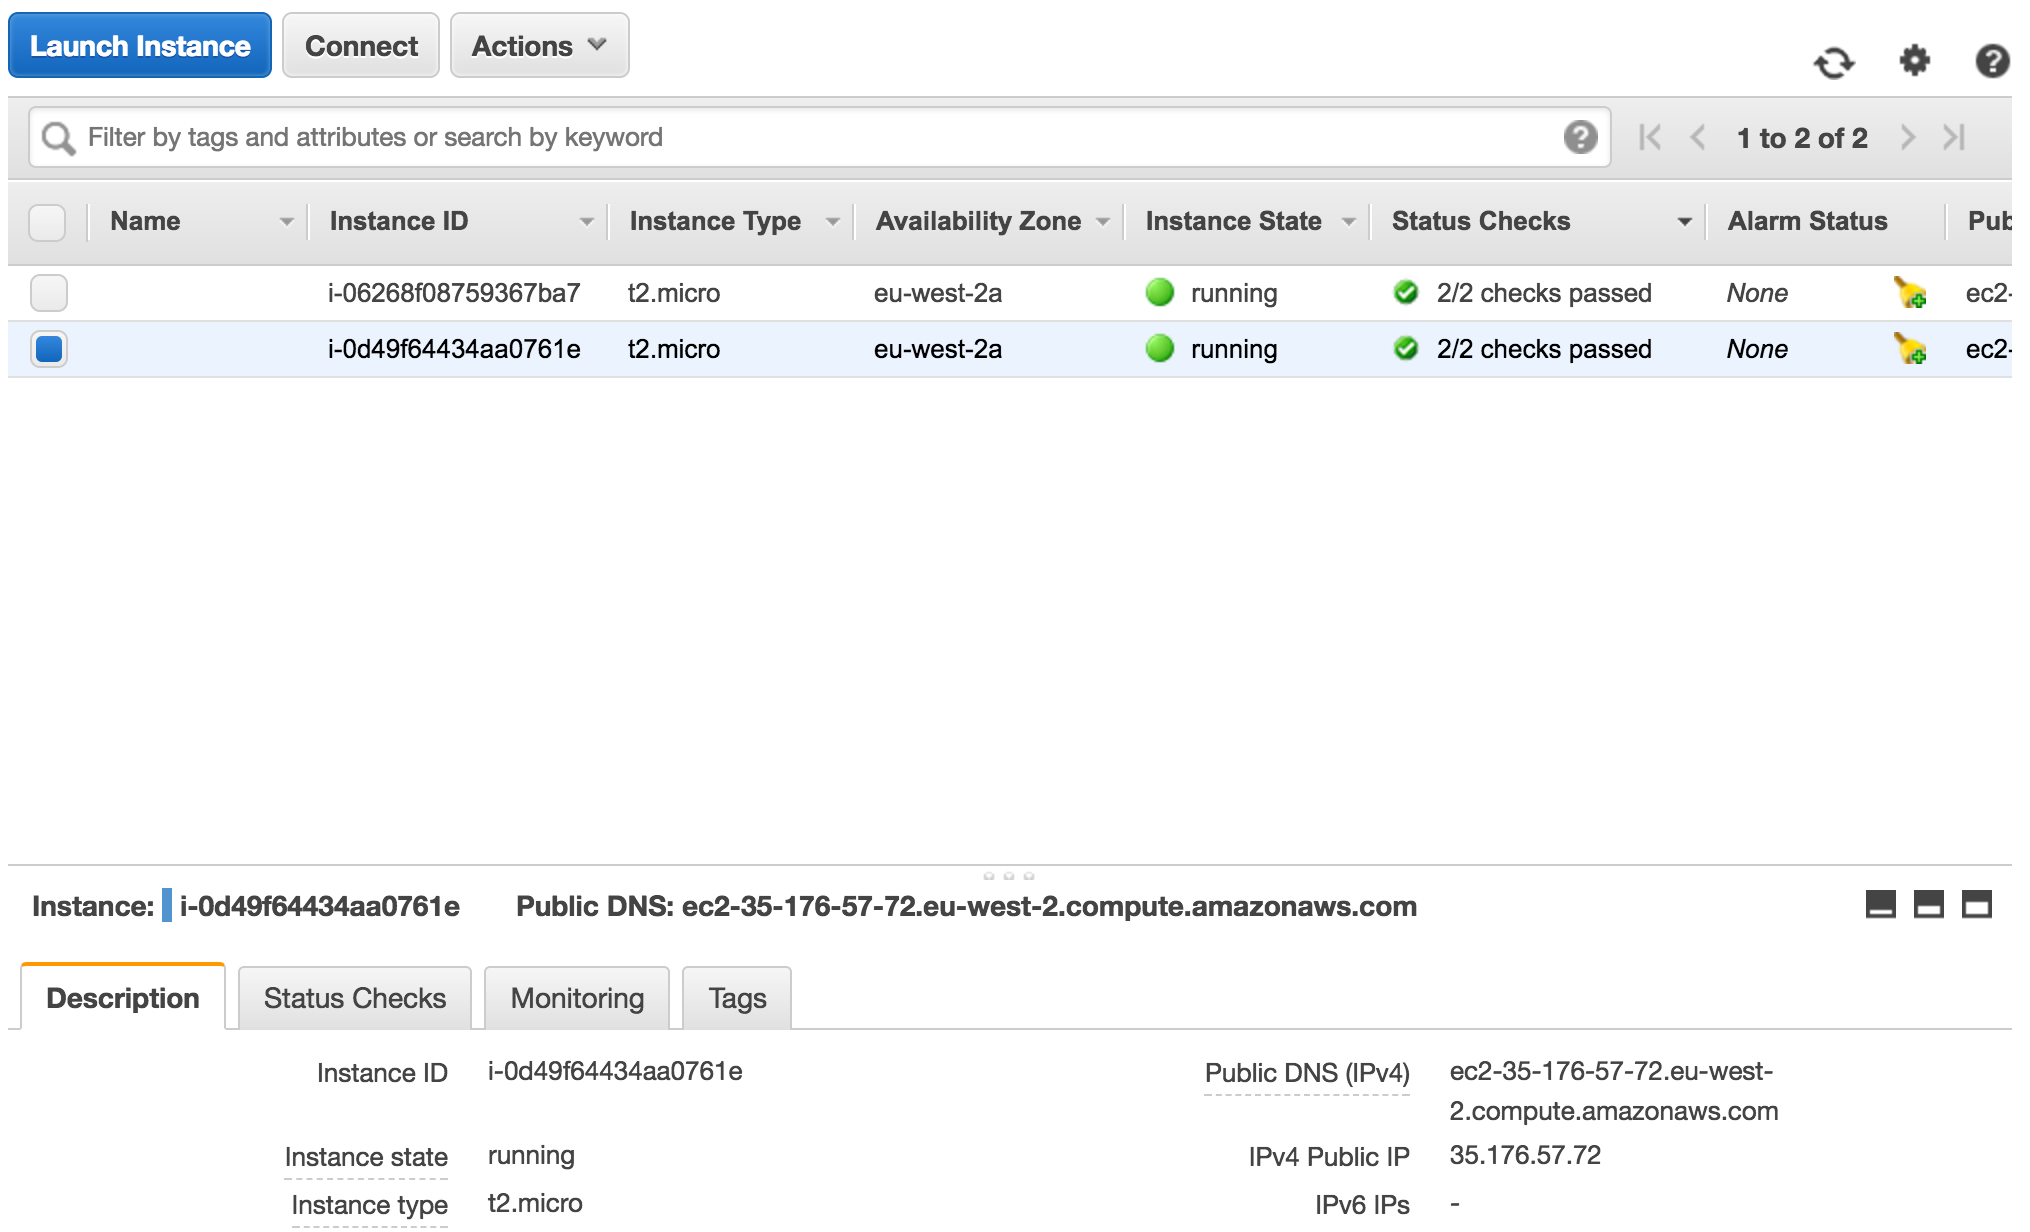 Launch Instance Connect Actions
Filter by tags and attributes or search by keyword 1 to 2 of 2
Name Instance ID Instance Type Availability Zone Instance State Status Checks Alarm Status Pub
i-06268f08759367ba7 t2.micro eu-west-2a running 2/2 checks passed None ec2-
i-0d49f64434aa0761e t2.micro eu-west-2a running 2/2 checks passed None ec2-
Instance: i-0d49f64434aa0761e Public DNS: ec2-35-176-57-72.eu-west-2.compute.amazonaws.com
Description Status Checks Monitoring Tags
Instance ID i-0d49f64434aa0761e Public DNS (IPv4) ec2-35-176-57-72.eu-west-
2.compute.amazonaws.com
Instance state running IPv4 Public IP 35.176.57.72
Instance type t2.micro IPv6 IPs -